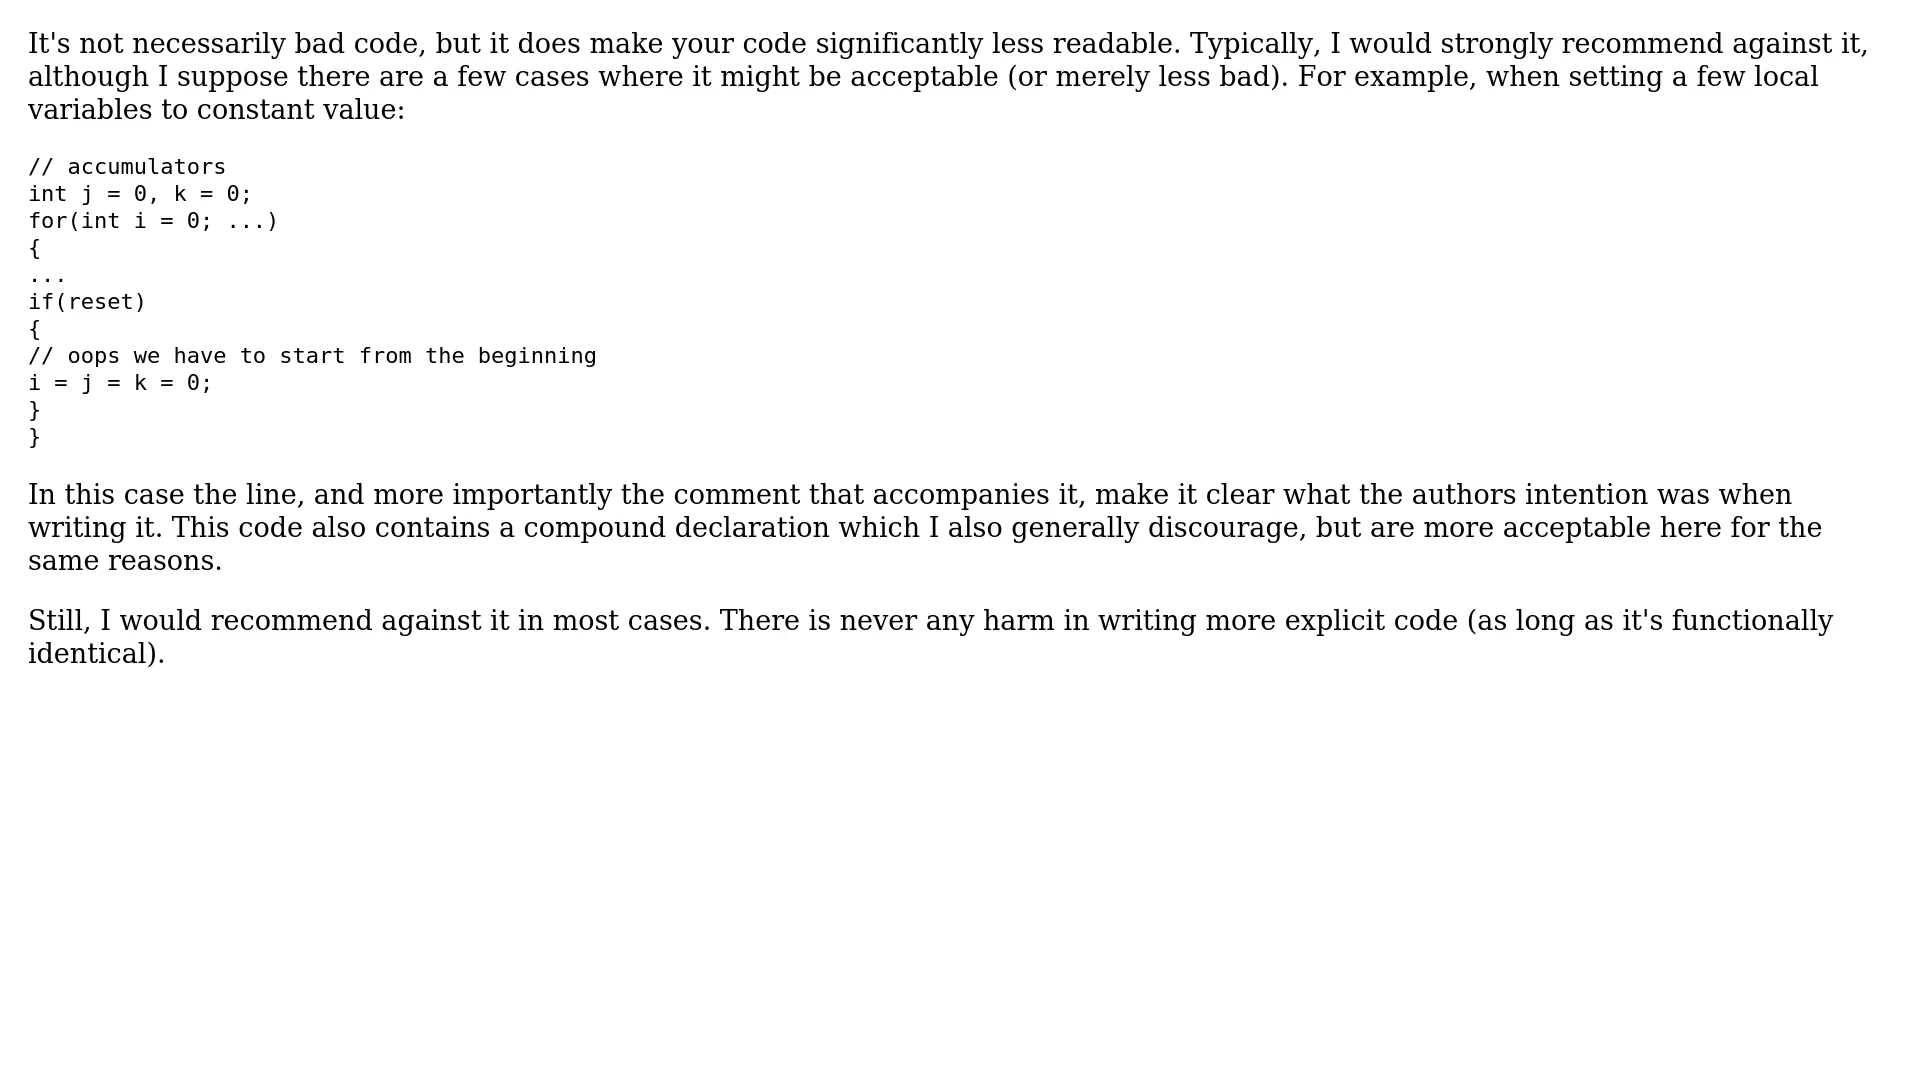 It's not necessarily bad code, but it does make your code significantly less readable. Typically, I would strongly recommend against it,
although I suppose there are a few cases where it might be acceptable (or merely less bad). For example, when setting a few local
variables to constant value:
// accumulators
int j = 0, k = 0;
for(int i = 0; ...)
{
...
if(reset)
{
// oops we have to start from the beginning
i = j = k = 0;
}
}
In this case the line, and more importantly the comment that accompanies it, make it clear what the authors intention was when
writing it. This code also contains a compound declaration which I also generally discourage, but are more acceptable here for the
same reasons.
Still, I would recommend against it in most cases. There is never any harm in writing more explicit code (as long as it's functionally
identical).